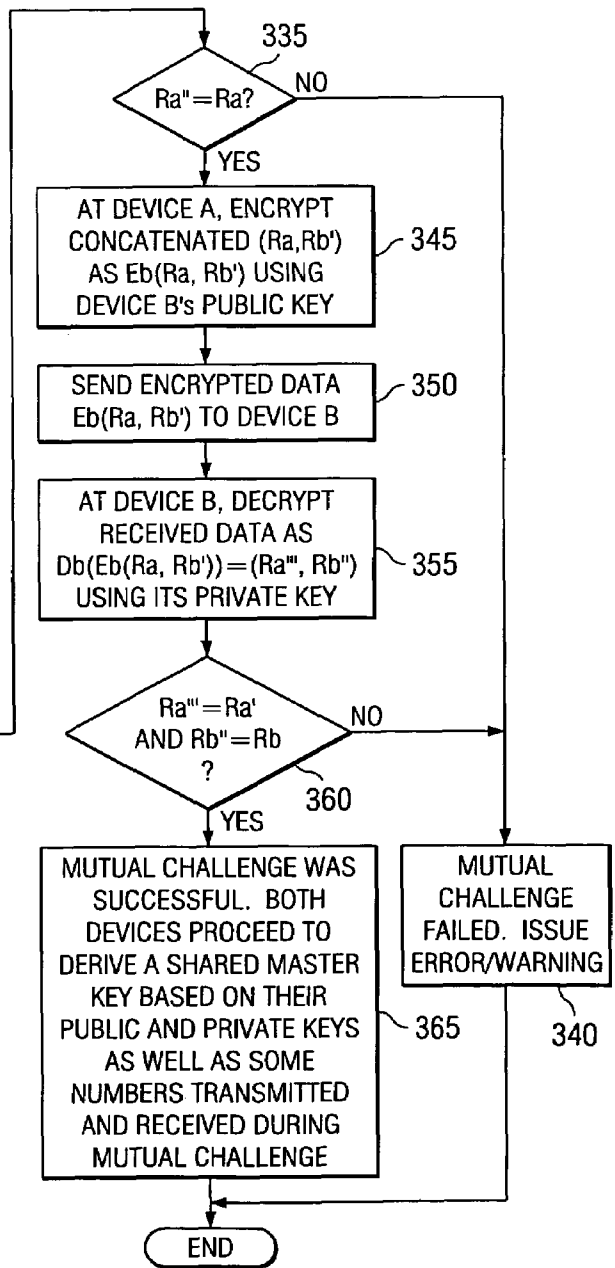 335
Ra"=Ra?
NO
YES
AT DEVICE A, ENCRYPT
CONCATENATED (Ra,Rb')
AS Eb(Ra, Rb') USING
DEVICE B's PUBLIC KEY
345
SEND ENCRYPTED DATA
Eb(Ra, Rb') TO DEVICE B
350
AT DEVICE B, DECRYPT
RECEIVED DATA AS
Db(Eb(Ra, Rb'))=(Ra''', Rb")
USING ITS PRIVATE KEY
355
Ra'''=Ra'
AND Rb"=Rb
?
NO
360
YES
MUTUAL CHALLENGE WAS
SUCCESSFUL. BOTH
DEVICES PROCEED TO
DERIVE A SHARED MASTER
KEY BASED ON THEIR
PUBLIC AND PRIVATE KEYS
AS WELL AS SOME
NUMBERS TRANSMITTED
AND RECEIVED DURING
MUTUAL CHALLENGE
365
MUTUAL
CHALLENGE
FAILED. ISSUE
ERROR/WARNING
340
END